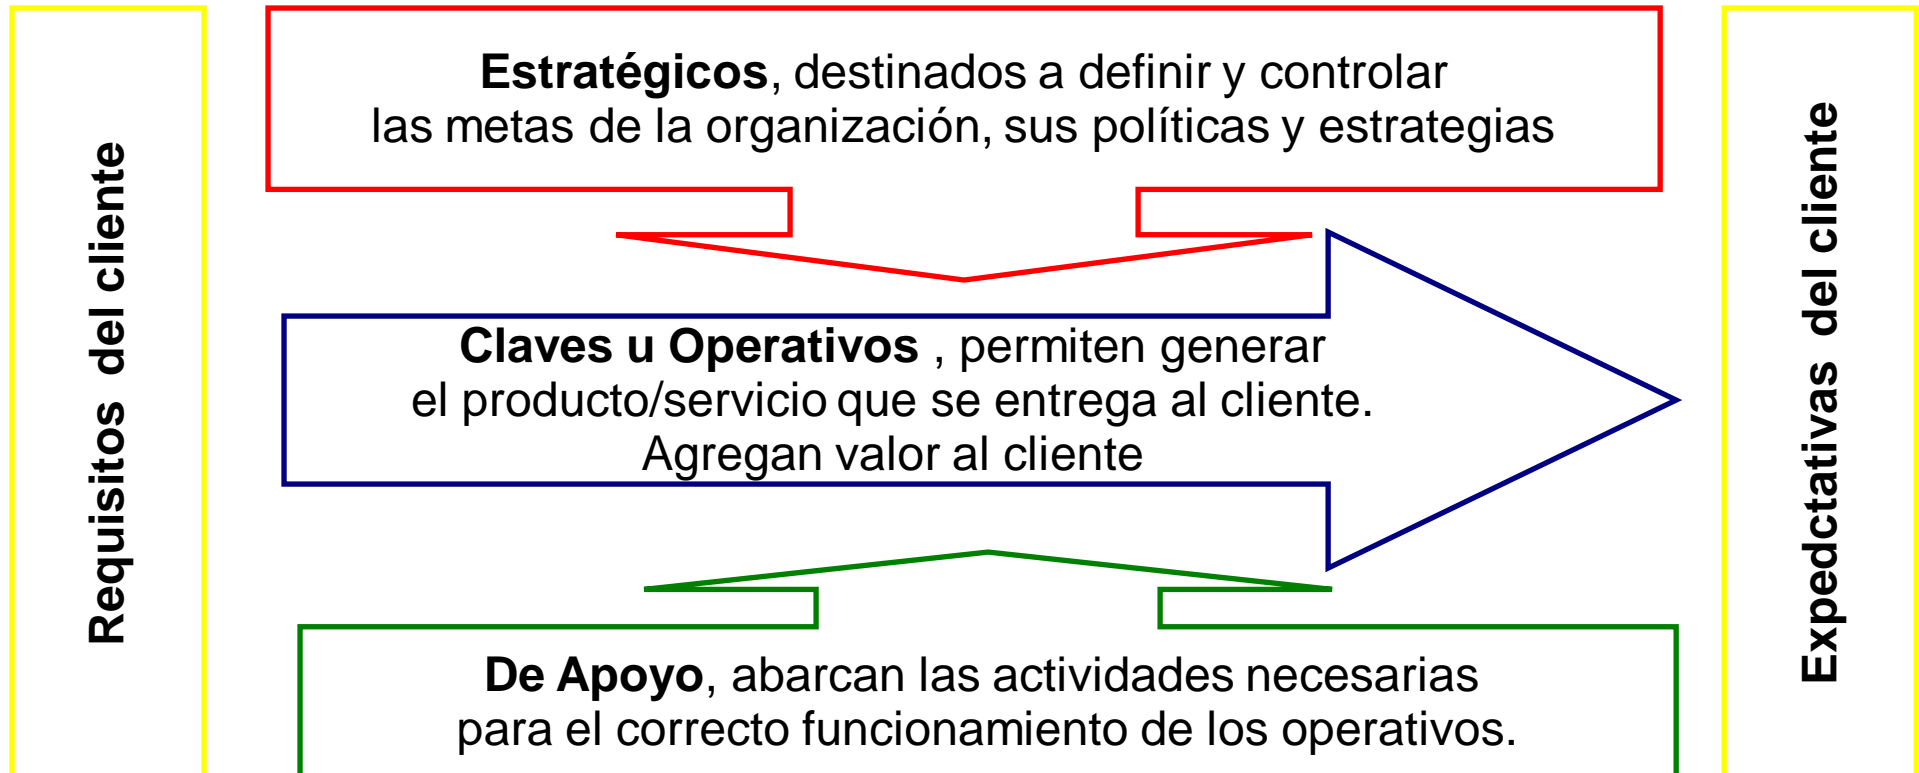 Requisitos del cliente
Estratégicos, destinados a definir y controlar
las metas de la organización, sus políticas y estrategias
Claves u Operativos , permiten generar
el producto/servicio que se entrega al cliente.
Agregan valor al cliente
De Apoyo, abarcan las actividades necesarias
para el correcto funcionamiento de los operativos.
Expedctativas del cliente